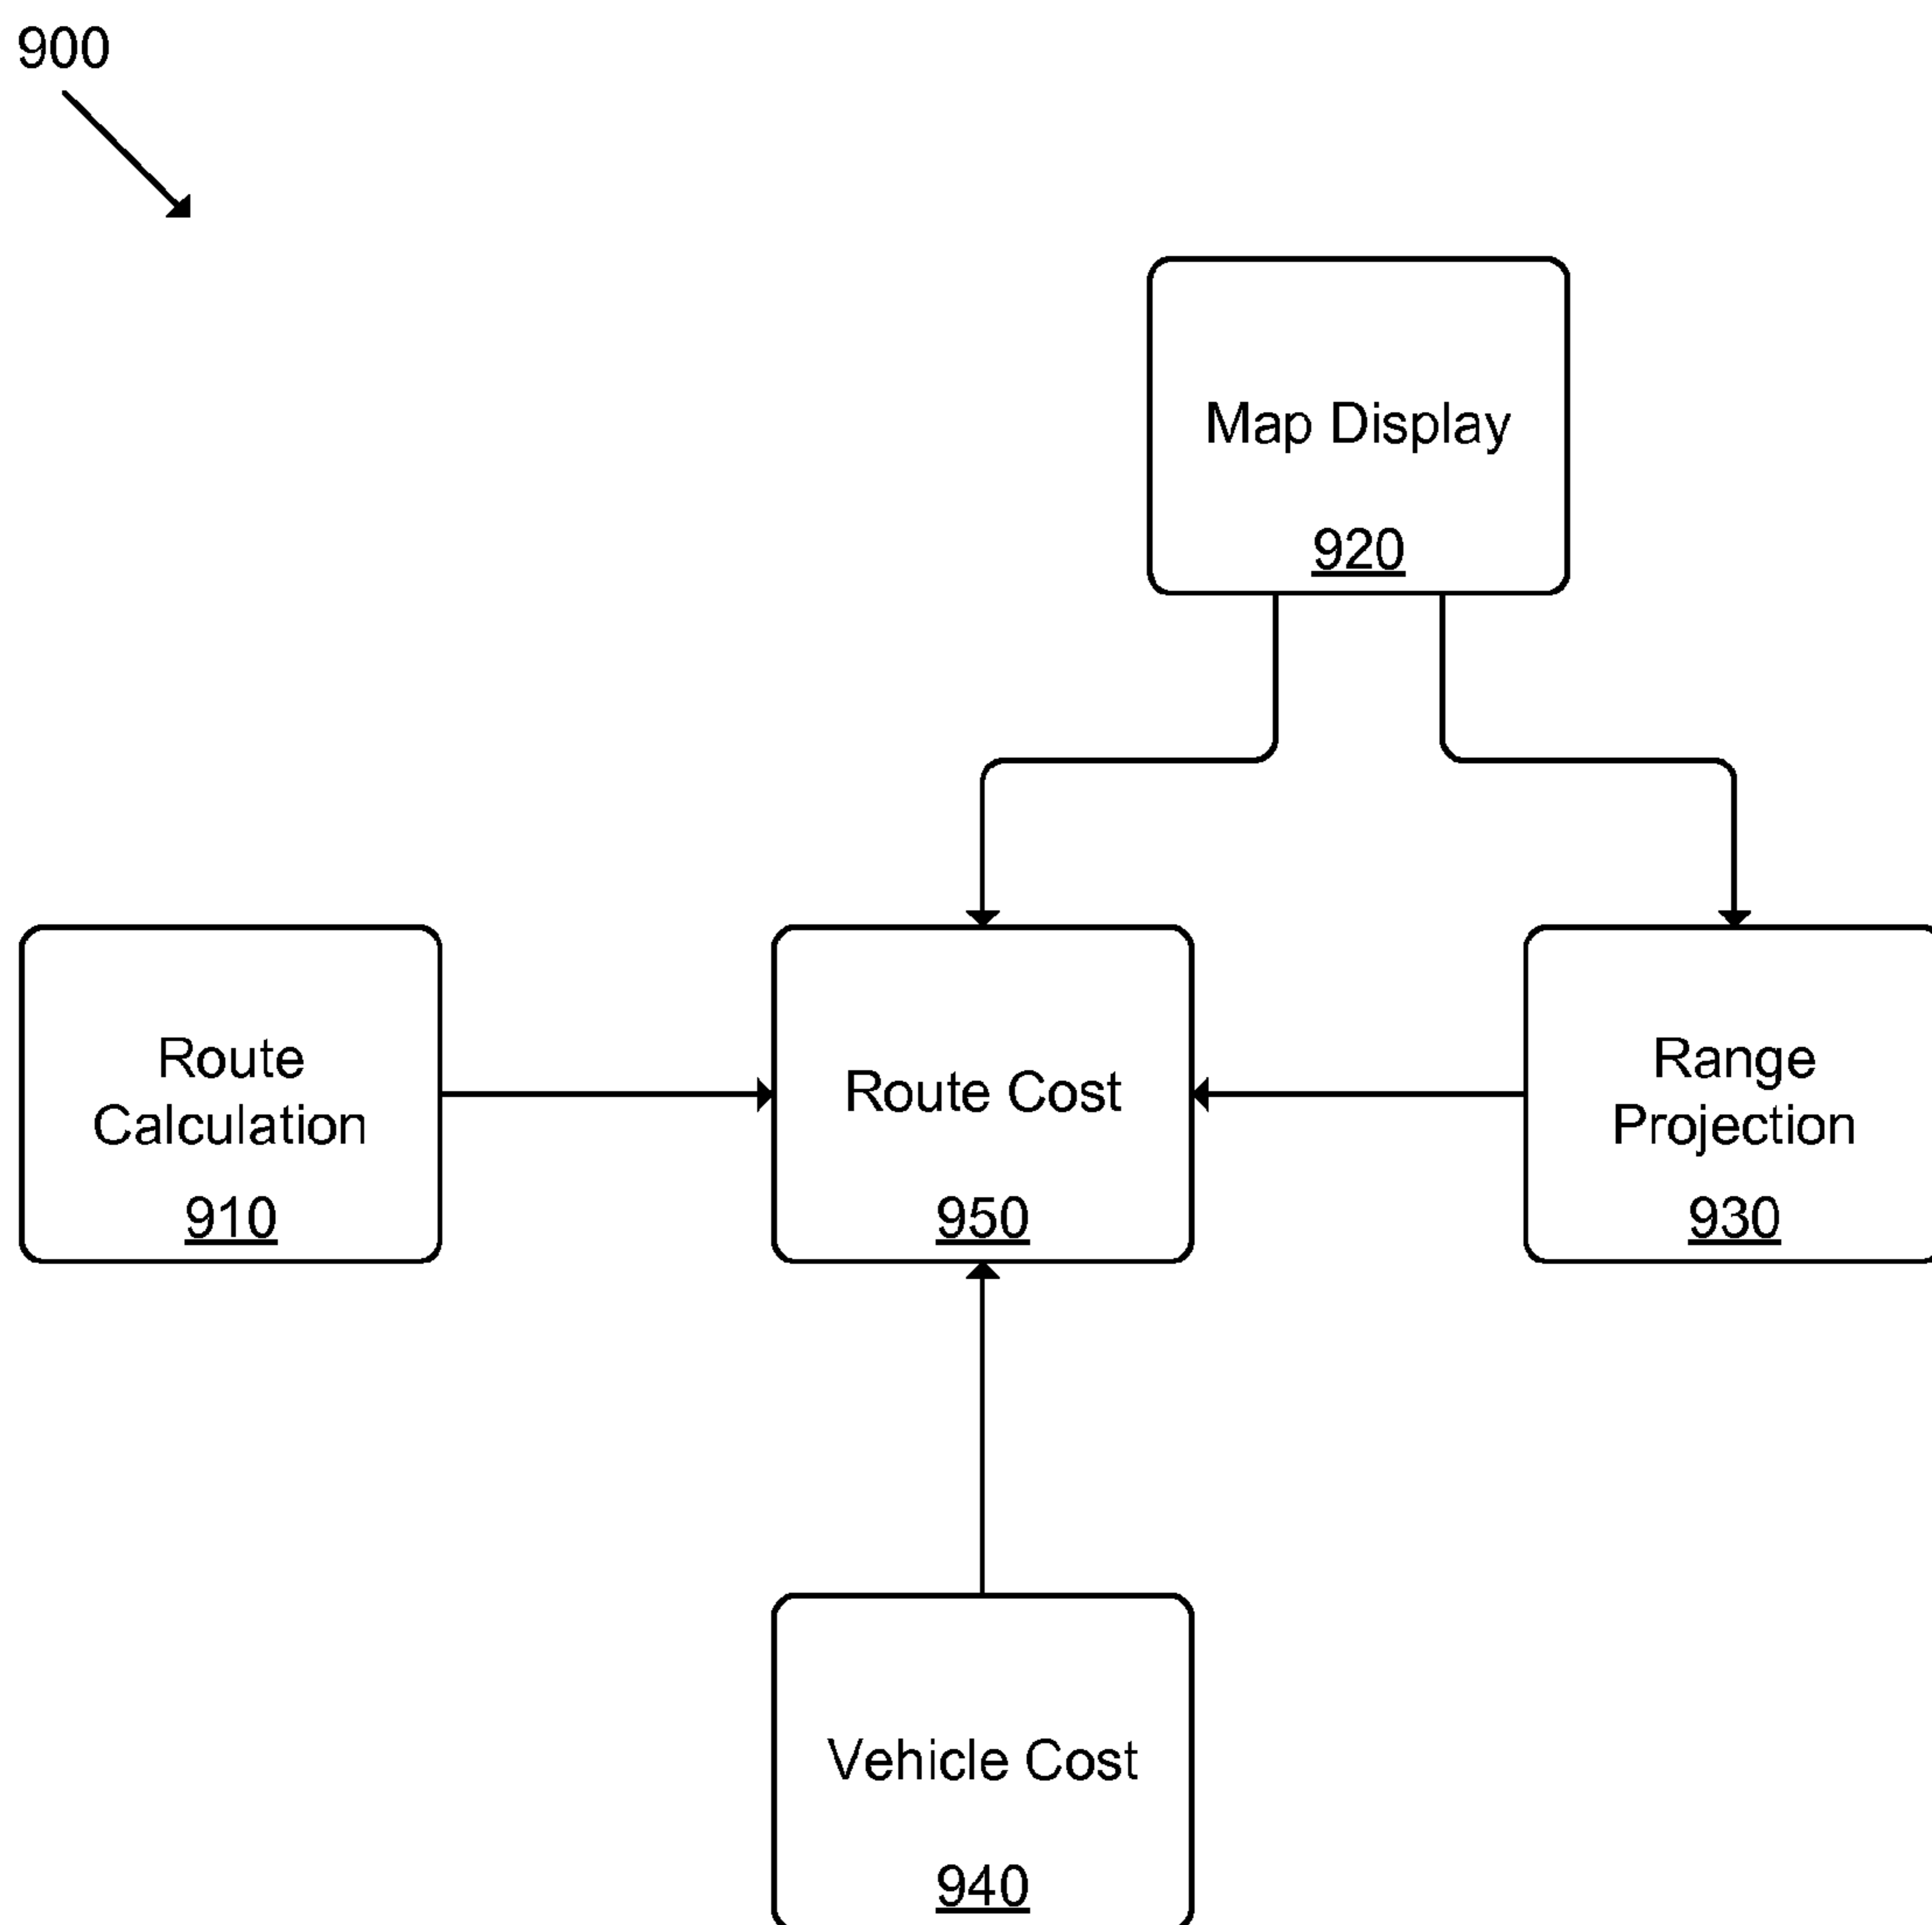 900
Map Display
920
Route
Calculation
910
Route Cost
950
Range
Projection
930
Vehicle Cost
940